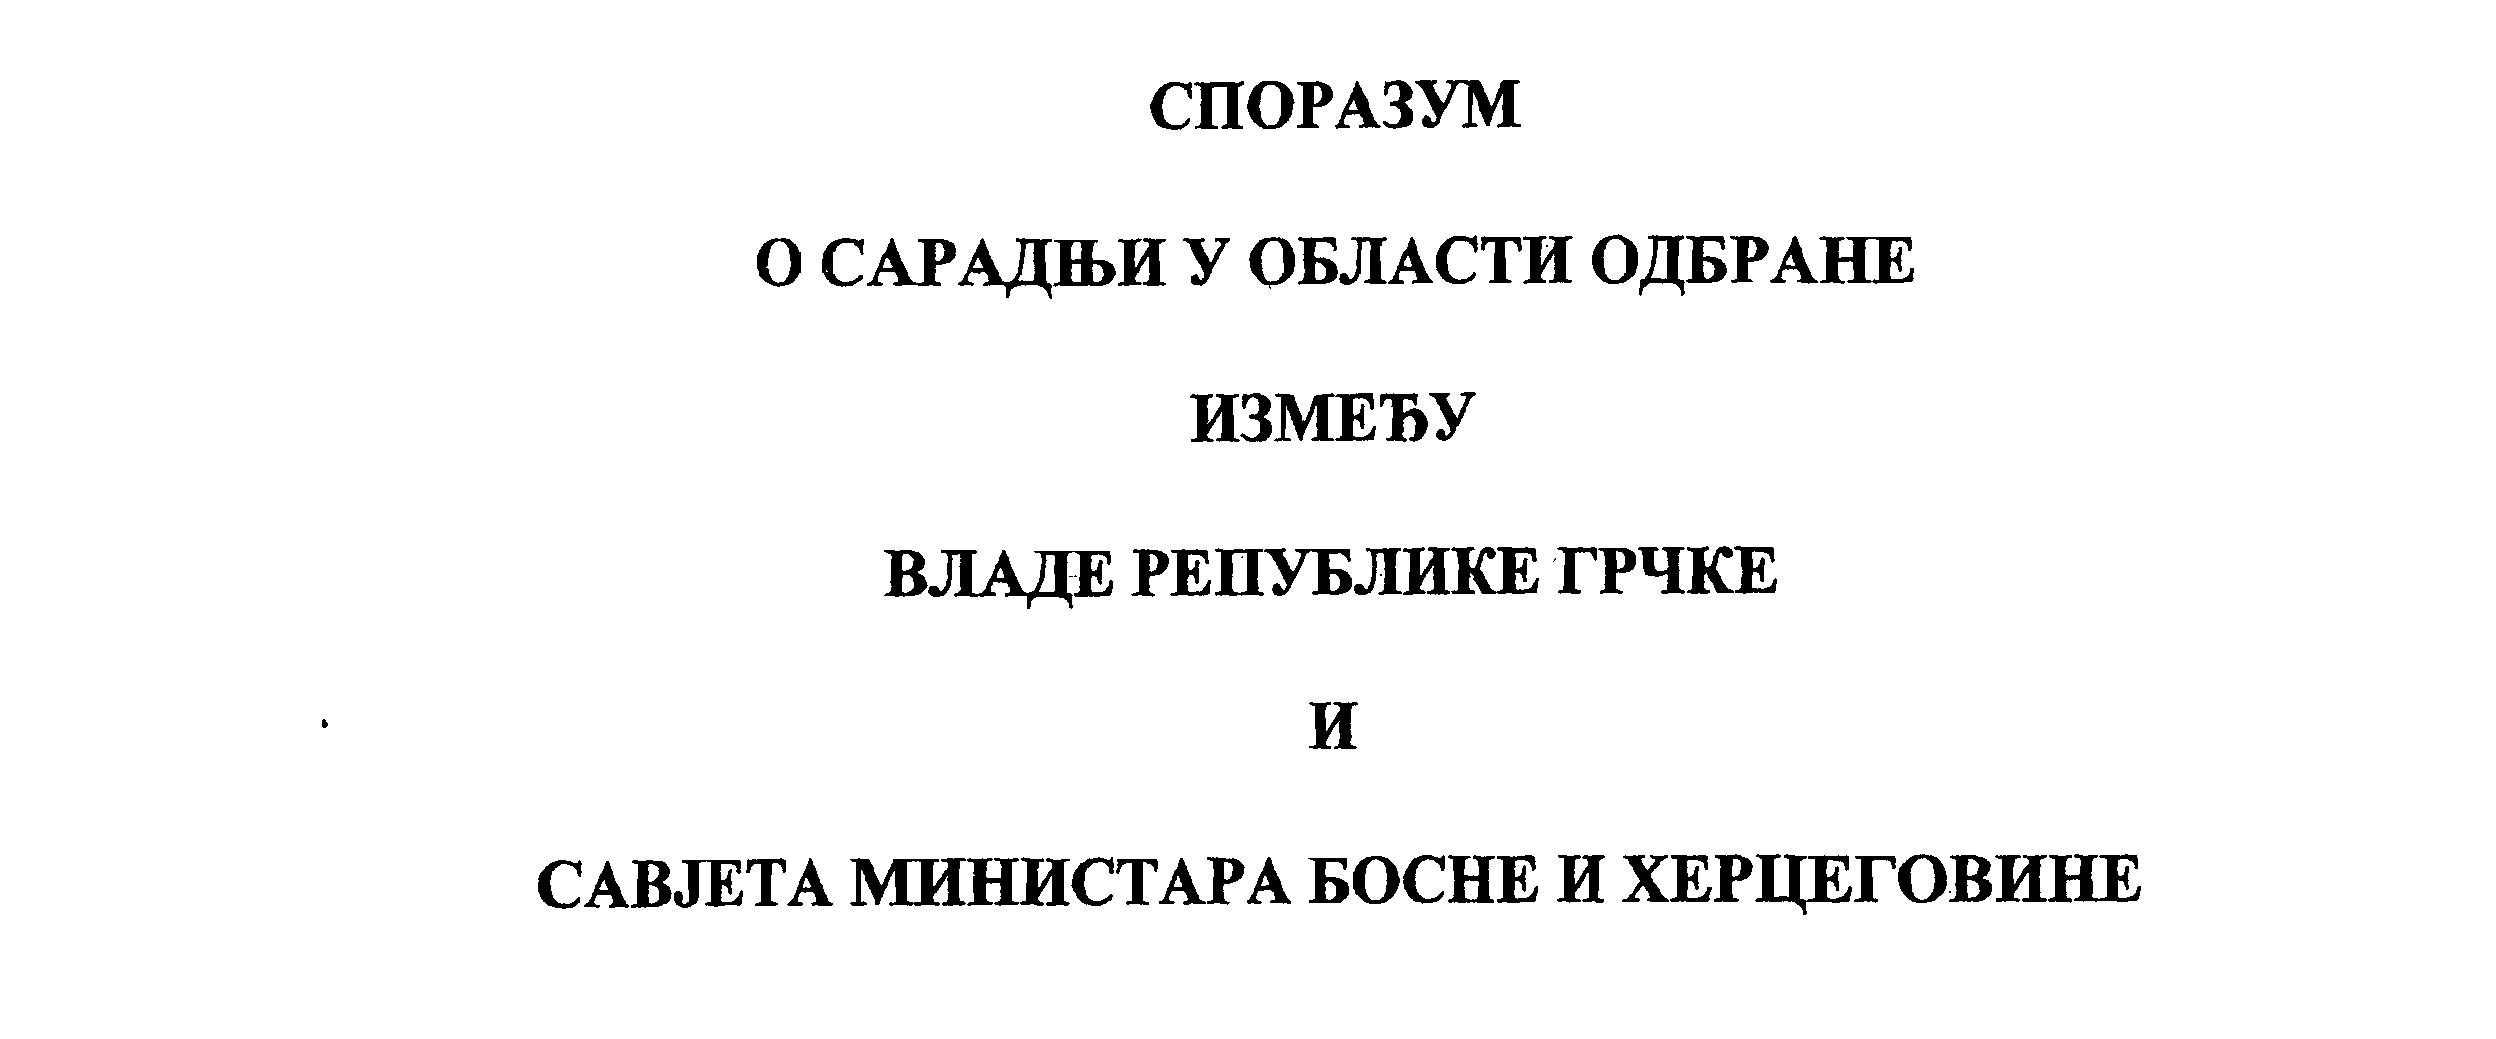 СПОРАЗУМ
О САРАДЊИ У ОБЛАСТИ ОДБРАНЕ
ИЗМЕЂУ
ВЛАДЕ РЕПУБЛИКЕ ГРЧКЕ
И
САВЈЕТА МИНИСТАРА БОСНЕ И ХЕРЦЕГОВИНЕ